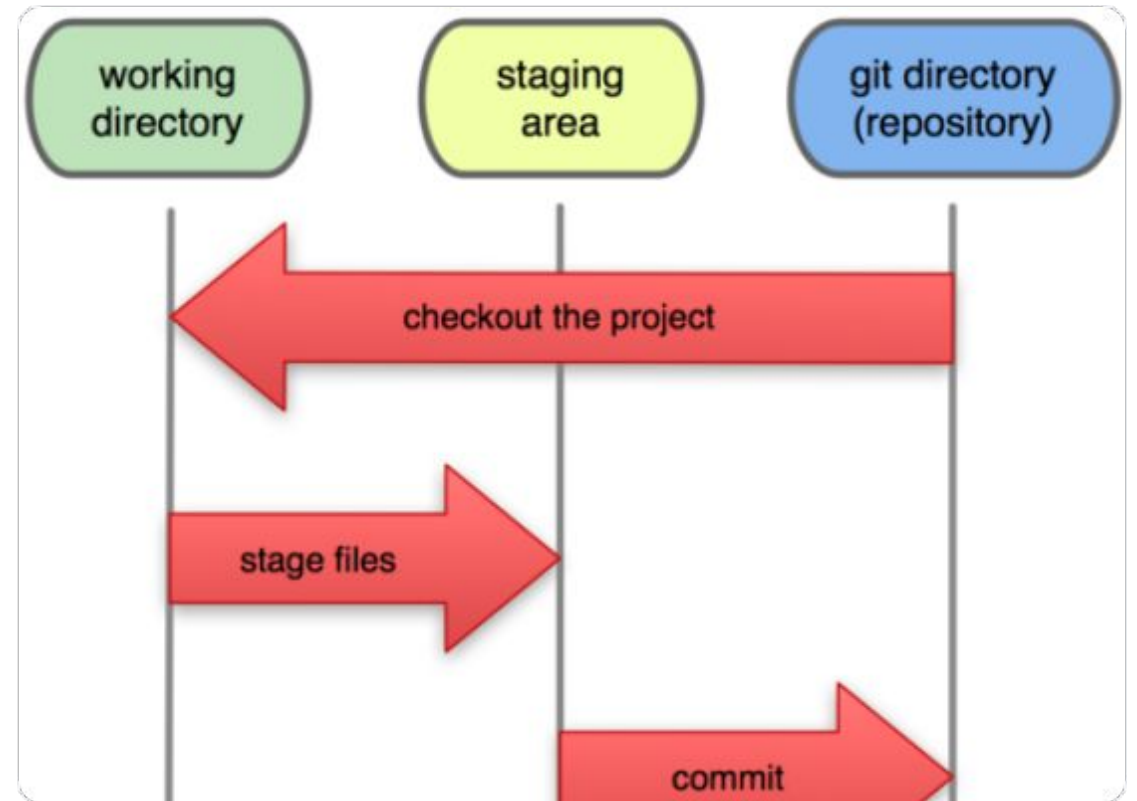 working
directory
staging
area
git directory
(repository)
checkout the project
stage files
commit